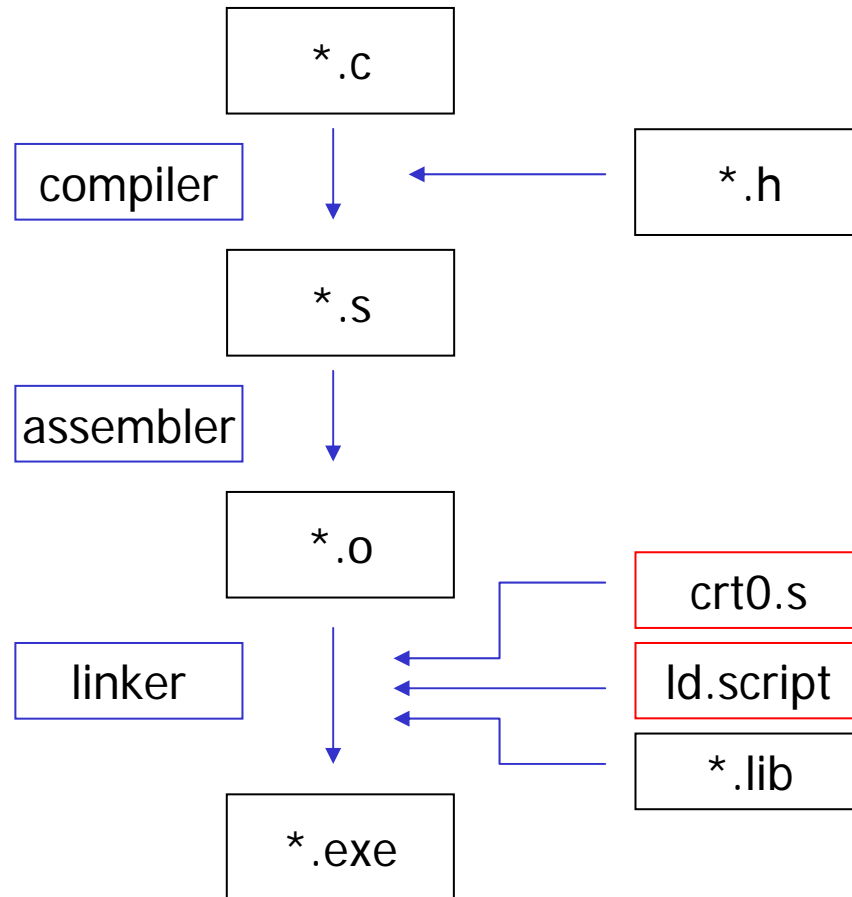 *.c
compiler
*.h
*.s
assembler
*.o
crt0.s
linker
ld.script
*.lib
*.exe